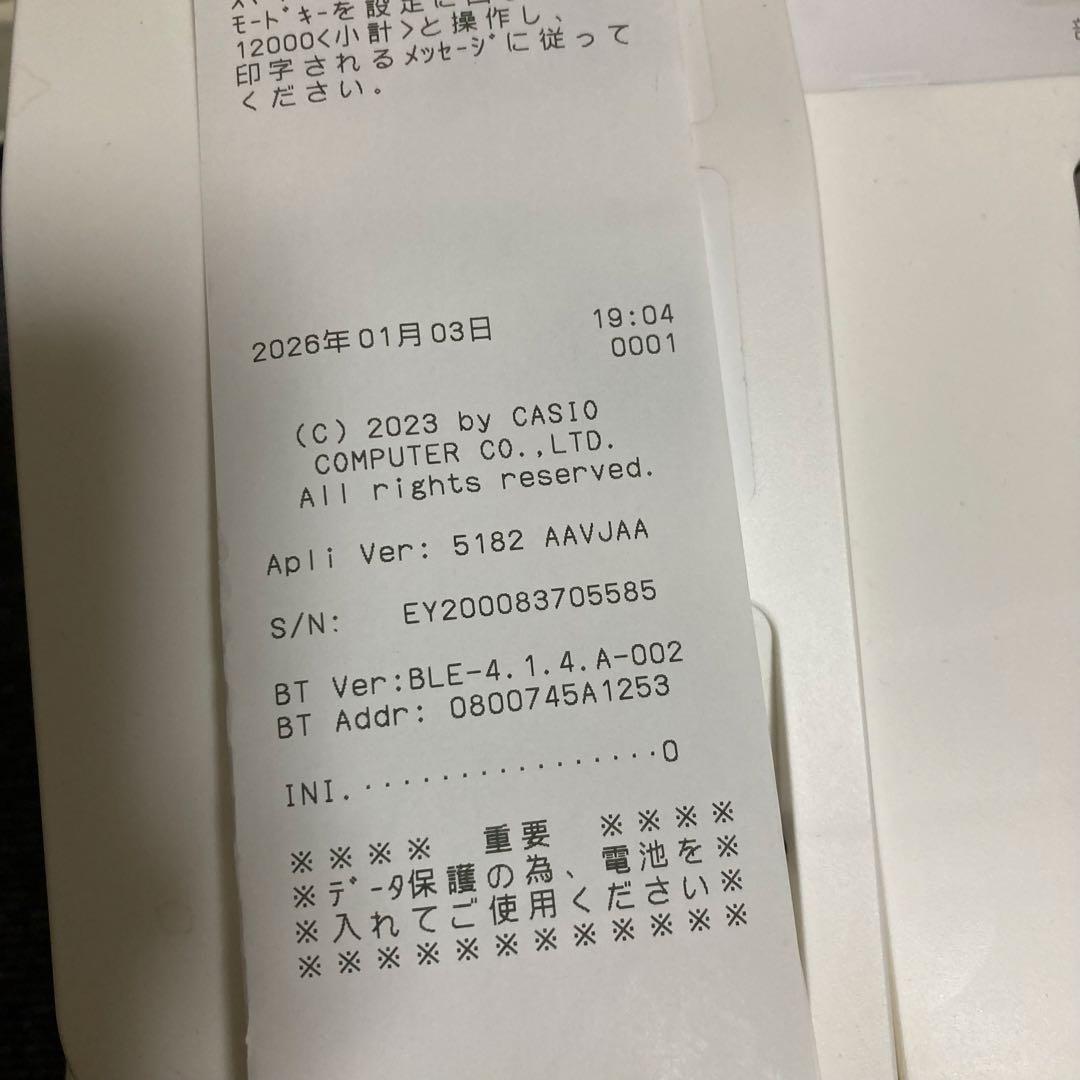 ﾓｰﾄﾞｷｰを設定に
12000<小計>と操作し、
印字されるﾒｯｾｰｼﾞに従って
ください。
2026年01月03日 19:04
0001
(C) 2023 by CASIO
COMPUTER CO.,LTD.
All rights reserved.
Apli Ver: 5182 AAVJAA
S/N: EY200083705585
BT Ver:BLE-4.1.4.A-002
BT Addr: 0800745A1253
INI.................0
※※※※ 重要 ※※※※
※ﾃﾞｰﾀ保護の為、電池を※
※入れてご使用ください※
※※※※※※※※※※※※